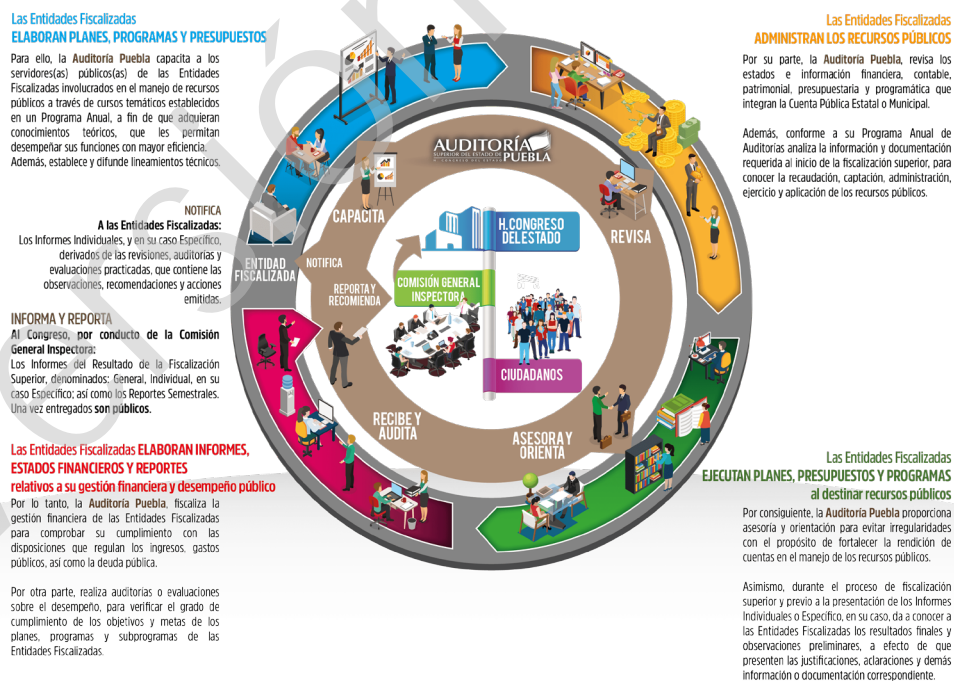 Las Entidades Fiscalizadas
ELABORAN PLANES, PROGRAMAS Y PRESUPUESTOS
Para ello, la Auditoría Puebla capacita a los
servidores(as) públicos(as) de las Entidades
Fiscalizadas involucrados en el manejo de recursos
públicos a través de cursos temáticos establecidos
en un Programa Anual, a fin de que adquieran
conocimientos teóricos, que les permitan
desempeñar sus funciones con mayor eficiencia.
Además, establece y difunde lineamientos técnicos.
NOTIFICA
A las Entidades Fiscalizadas:
Los Informes Individuales, y en su caso Específico,
derivados de las revisiones, auditorías y
evaluaciones practicadas, que contiene las
observaciones, recomendaciones y acciones
emitidas.
INFORMA Y REPORTA
Al Congreso, por conducto de la Comisión
General Inspectora:
Los Informes del Resultado de la Fiscalización
Superior, denominados: General, Individual, en su
caso Específico; así como los Reportes Semestrales.
Una vez entregados son públicos.
Las Entidades Fiscalizadas ELABORAN INFORMES,
ESTADOS FINANCIEROS Y REPORTES
relativos a su gestión financiera y desempeño público
Por lo tanto, la Auditoría Puebla, fiscaliza la
gestión financiera de las Entidades Fiscalizadas
para comprobar su cumplimiento con las
disposiciones que regulan los ingresos, gastos
públicos, así como la deuda pública.
Por otra parte, realiza auditorías o evaluaciones
sobre el desempeño, para verificar el grado de
cumplimiento de los objetivos y metas de los
planes, programas y subprogramas de las
Entidades Fiscalizadas.
AUDITORÍA
SUPERIOR DEL ESTADO DE
PUEBLA
H. CONGRESO DEL ESTADO
CAPACITA
REVISA
H. CONGRESO
DEL ESTADO
ENTIDAD
FISCALIZADA
NOTIFICA
REPORTA Y
RECOMIENDA
COMISIÓN GENERAL
INSPECTORA
CIUDADANOS
RECIBE Y
AUDITA
ASESORA Y
ORIENTA
Las Entidades Fiscalizadas
ADMINISTRAN LOS RECURSOS PÚBLICOS
Por su parte, la Auditoría Puebla, revisa los
estados e información financiera, contable,
patrimonial, presupuestaria y programática que
integran la Cuenta Pública Estatal o Municipal.
Además, conforme a su Programa Anual de
Auditorías analiza la información y documentación
requerida al inicio de la fiscalización superior, para
conocer la recaudación, captación, administración,
ejercicio y aplicación de los recursos públicos.
Las Entidades Fiscalizadas
EJECUTAN PLANES, PRESUPUESTOS Y PROGRAMAS
al destinar recursos públicos
Por consiguiente, la Auditoría Puebla proporciona
asesoría y orientación para evitar irregularidades
con el propósito de fortalecer la rendición de
cuentas en el manejo de los recursos públicos.
Asimismo, durante el proceso de fiscalización
superior y previo a la presentación de los Informes
Individuales o Específico, en su caso, da a conocer a
las Entidades Fiscalizadas los resultados finales y
observaciones preliminares, a efecto de que
presenten las justificaciones, aclaraciones y demás
información o documentación correspondiente.